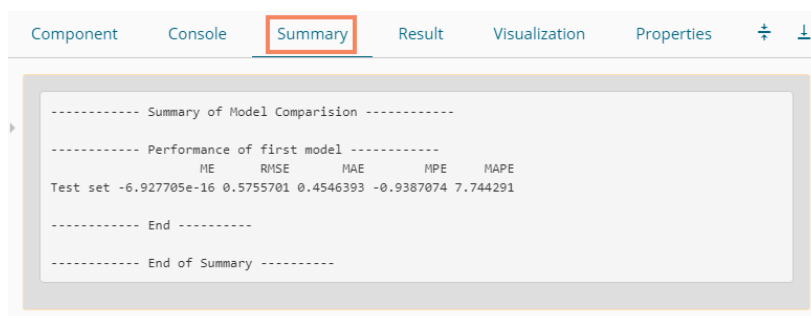 Component Console Summary Result Visualization Properties
------------ Summary of Model Comparision ------------
------------ Performance of first model ------------
ME RMSE MAE MPE MAPE
Test set -6.927705e-16 0.5755701 0.4546393 -0.9387074 7.744291
------------ End ----------
------------ End of Summary ----------